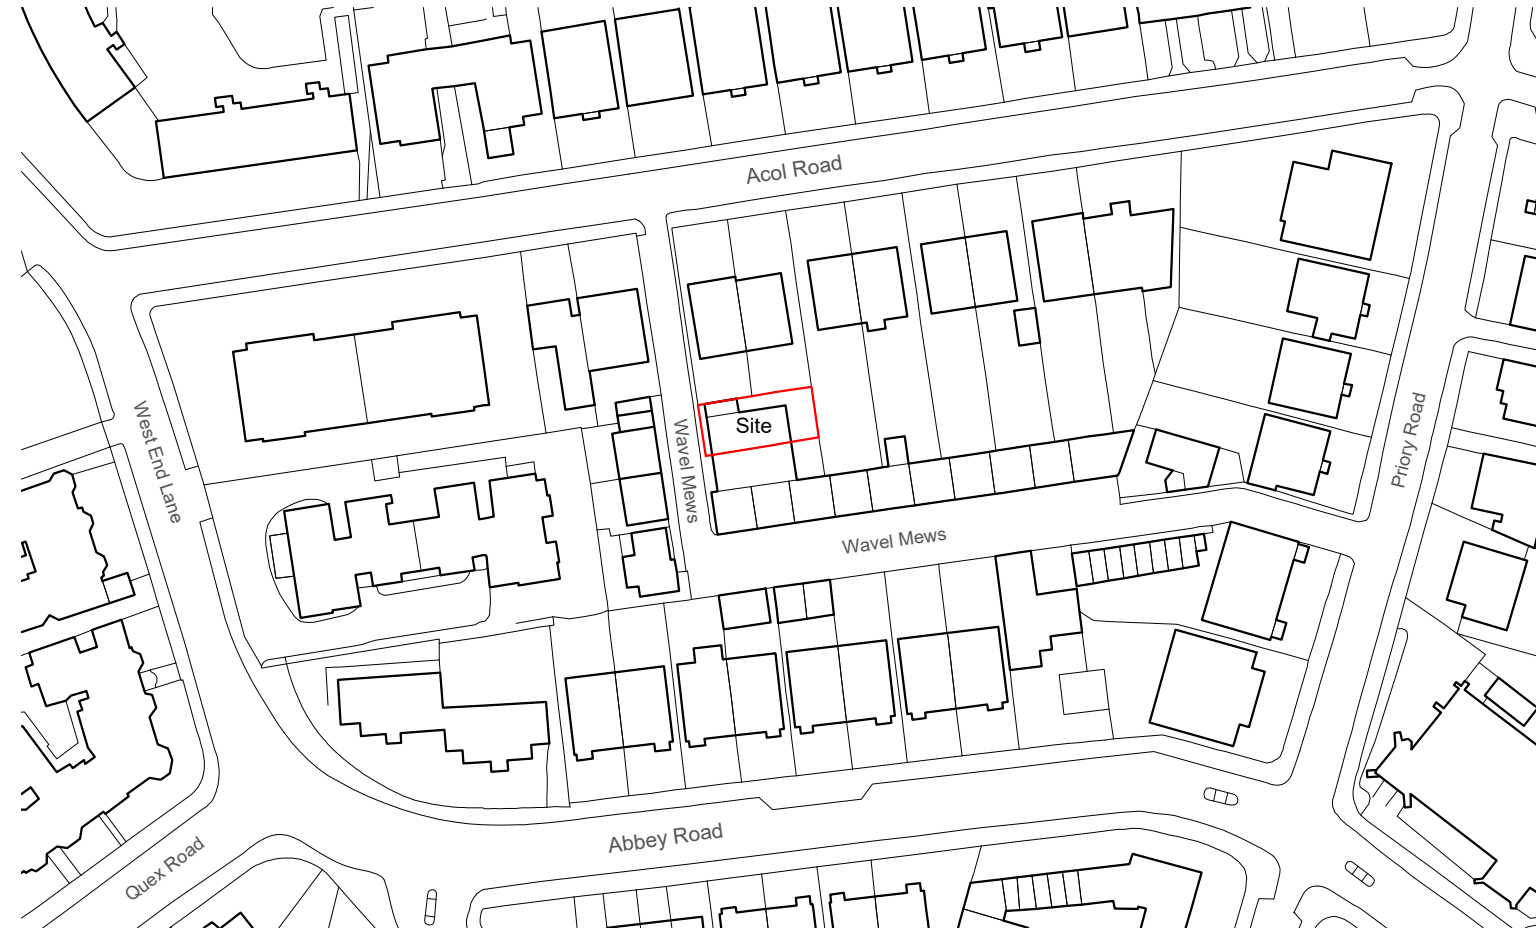 Acol Road
West End Lane
Wavel Mews
Site
Priory Road
Wavel Mews
Abbey Road
Quex Road